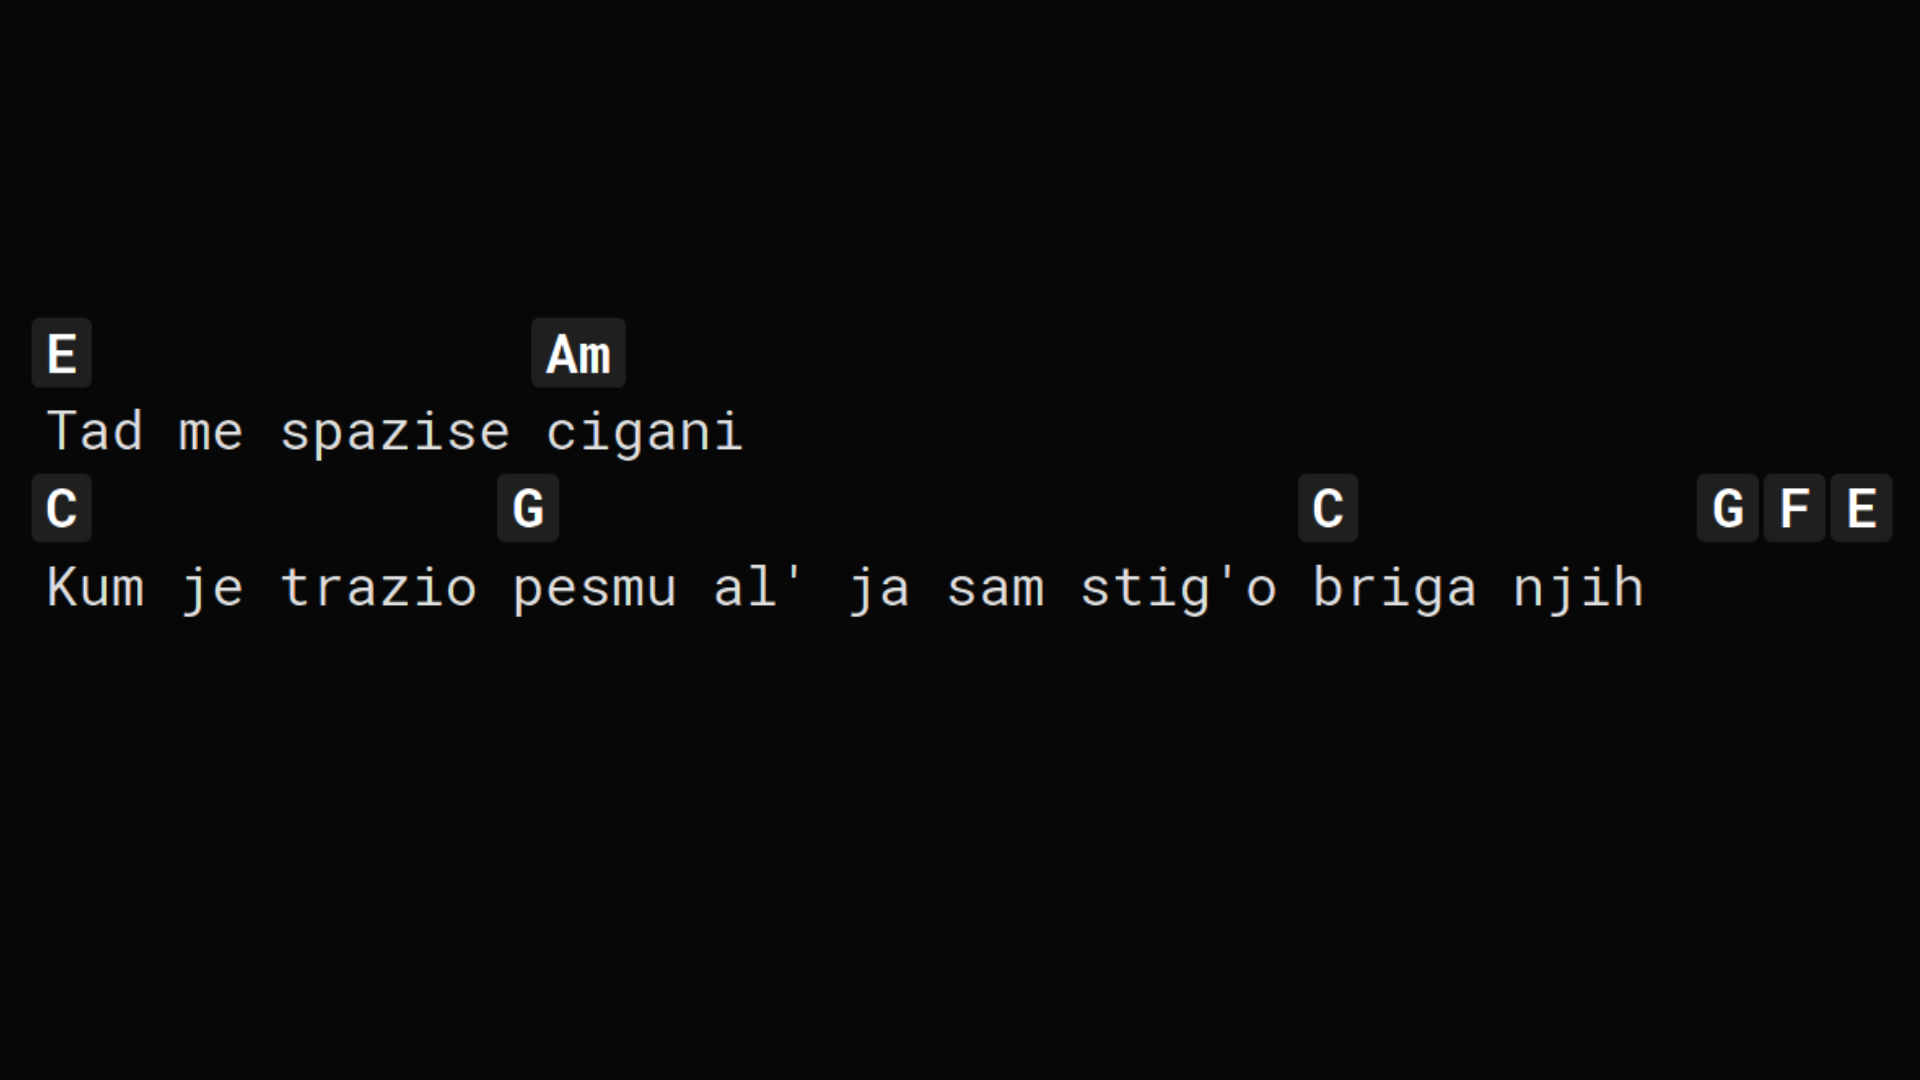 E Am
Tad me spazise cigani
C G C G F E
Kum je trazio pesmu al' ja sam stig'o briga njih